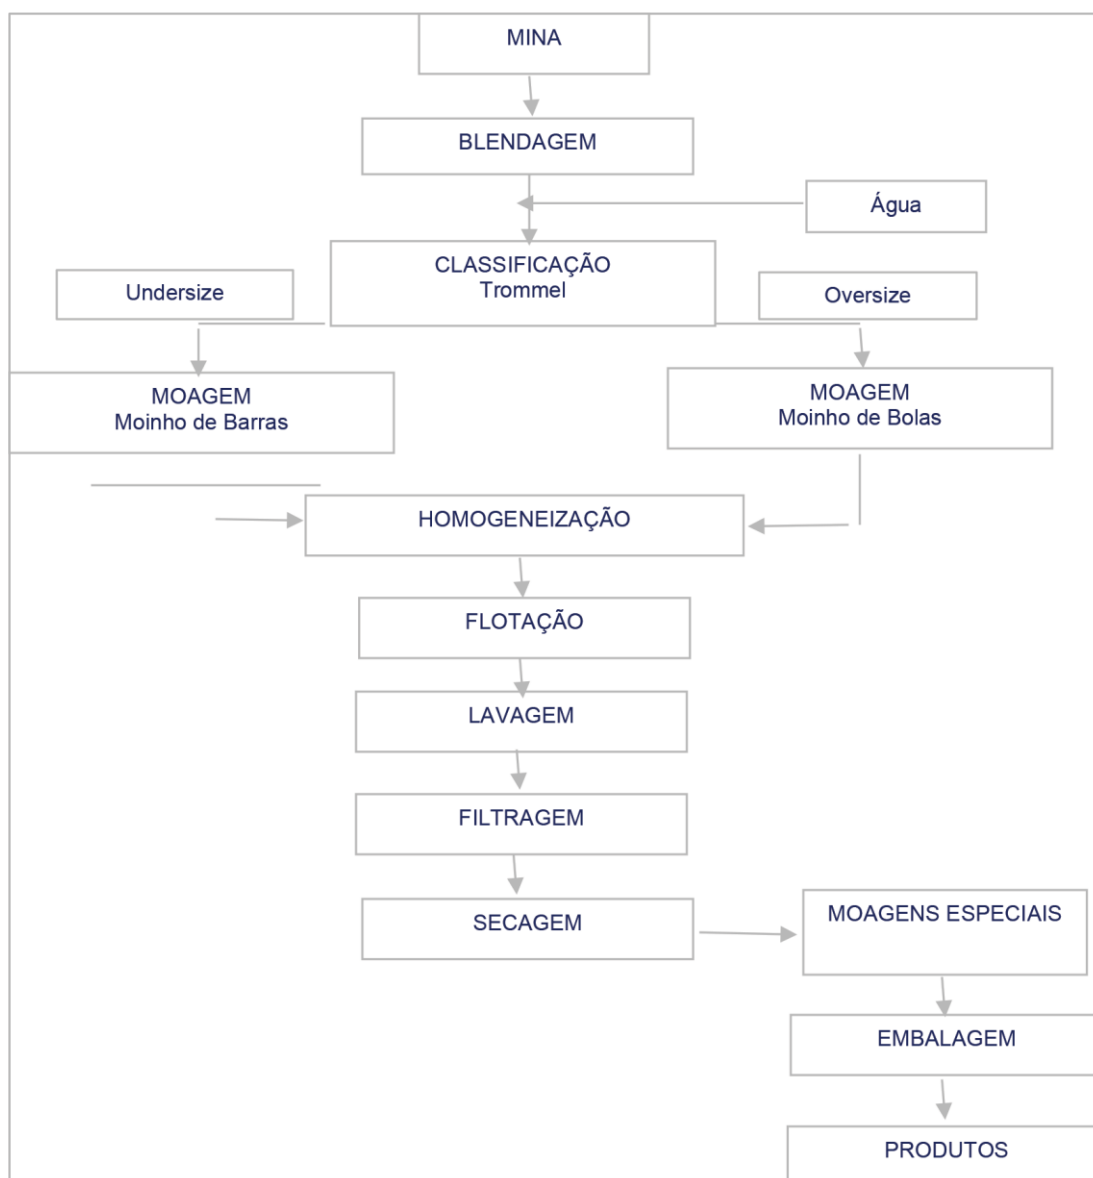 MINA
BLENDAGEM
Água
CLASSIFICAÇÃO
Trommel
Undersize
Oversize
MOAGEM
Moinho de Barras
MOAGEM
Moinho de Bolas
HOMOGENEIZAÇÃO
FLOTAÇÃO
LAVAGEM
FILTRAGEM
SECAGEM
MOAGENS ESPECIAIS
EMBALAGEM
PRODUTOS